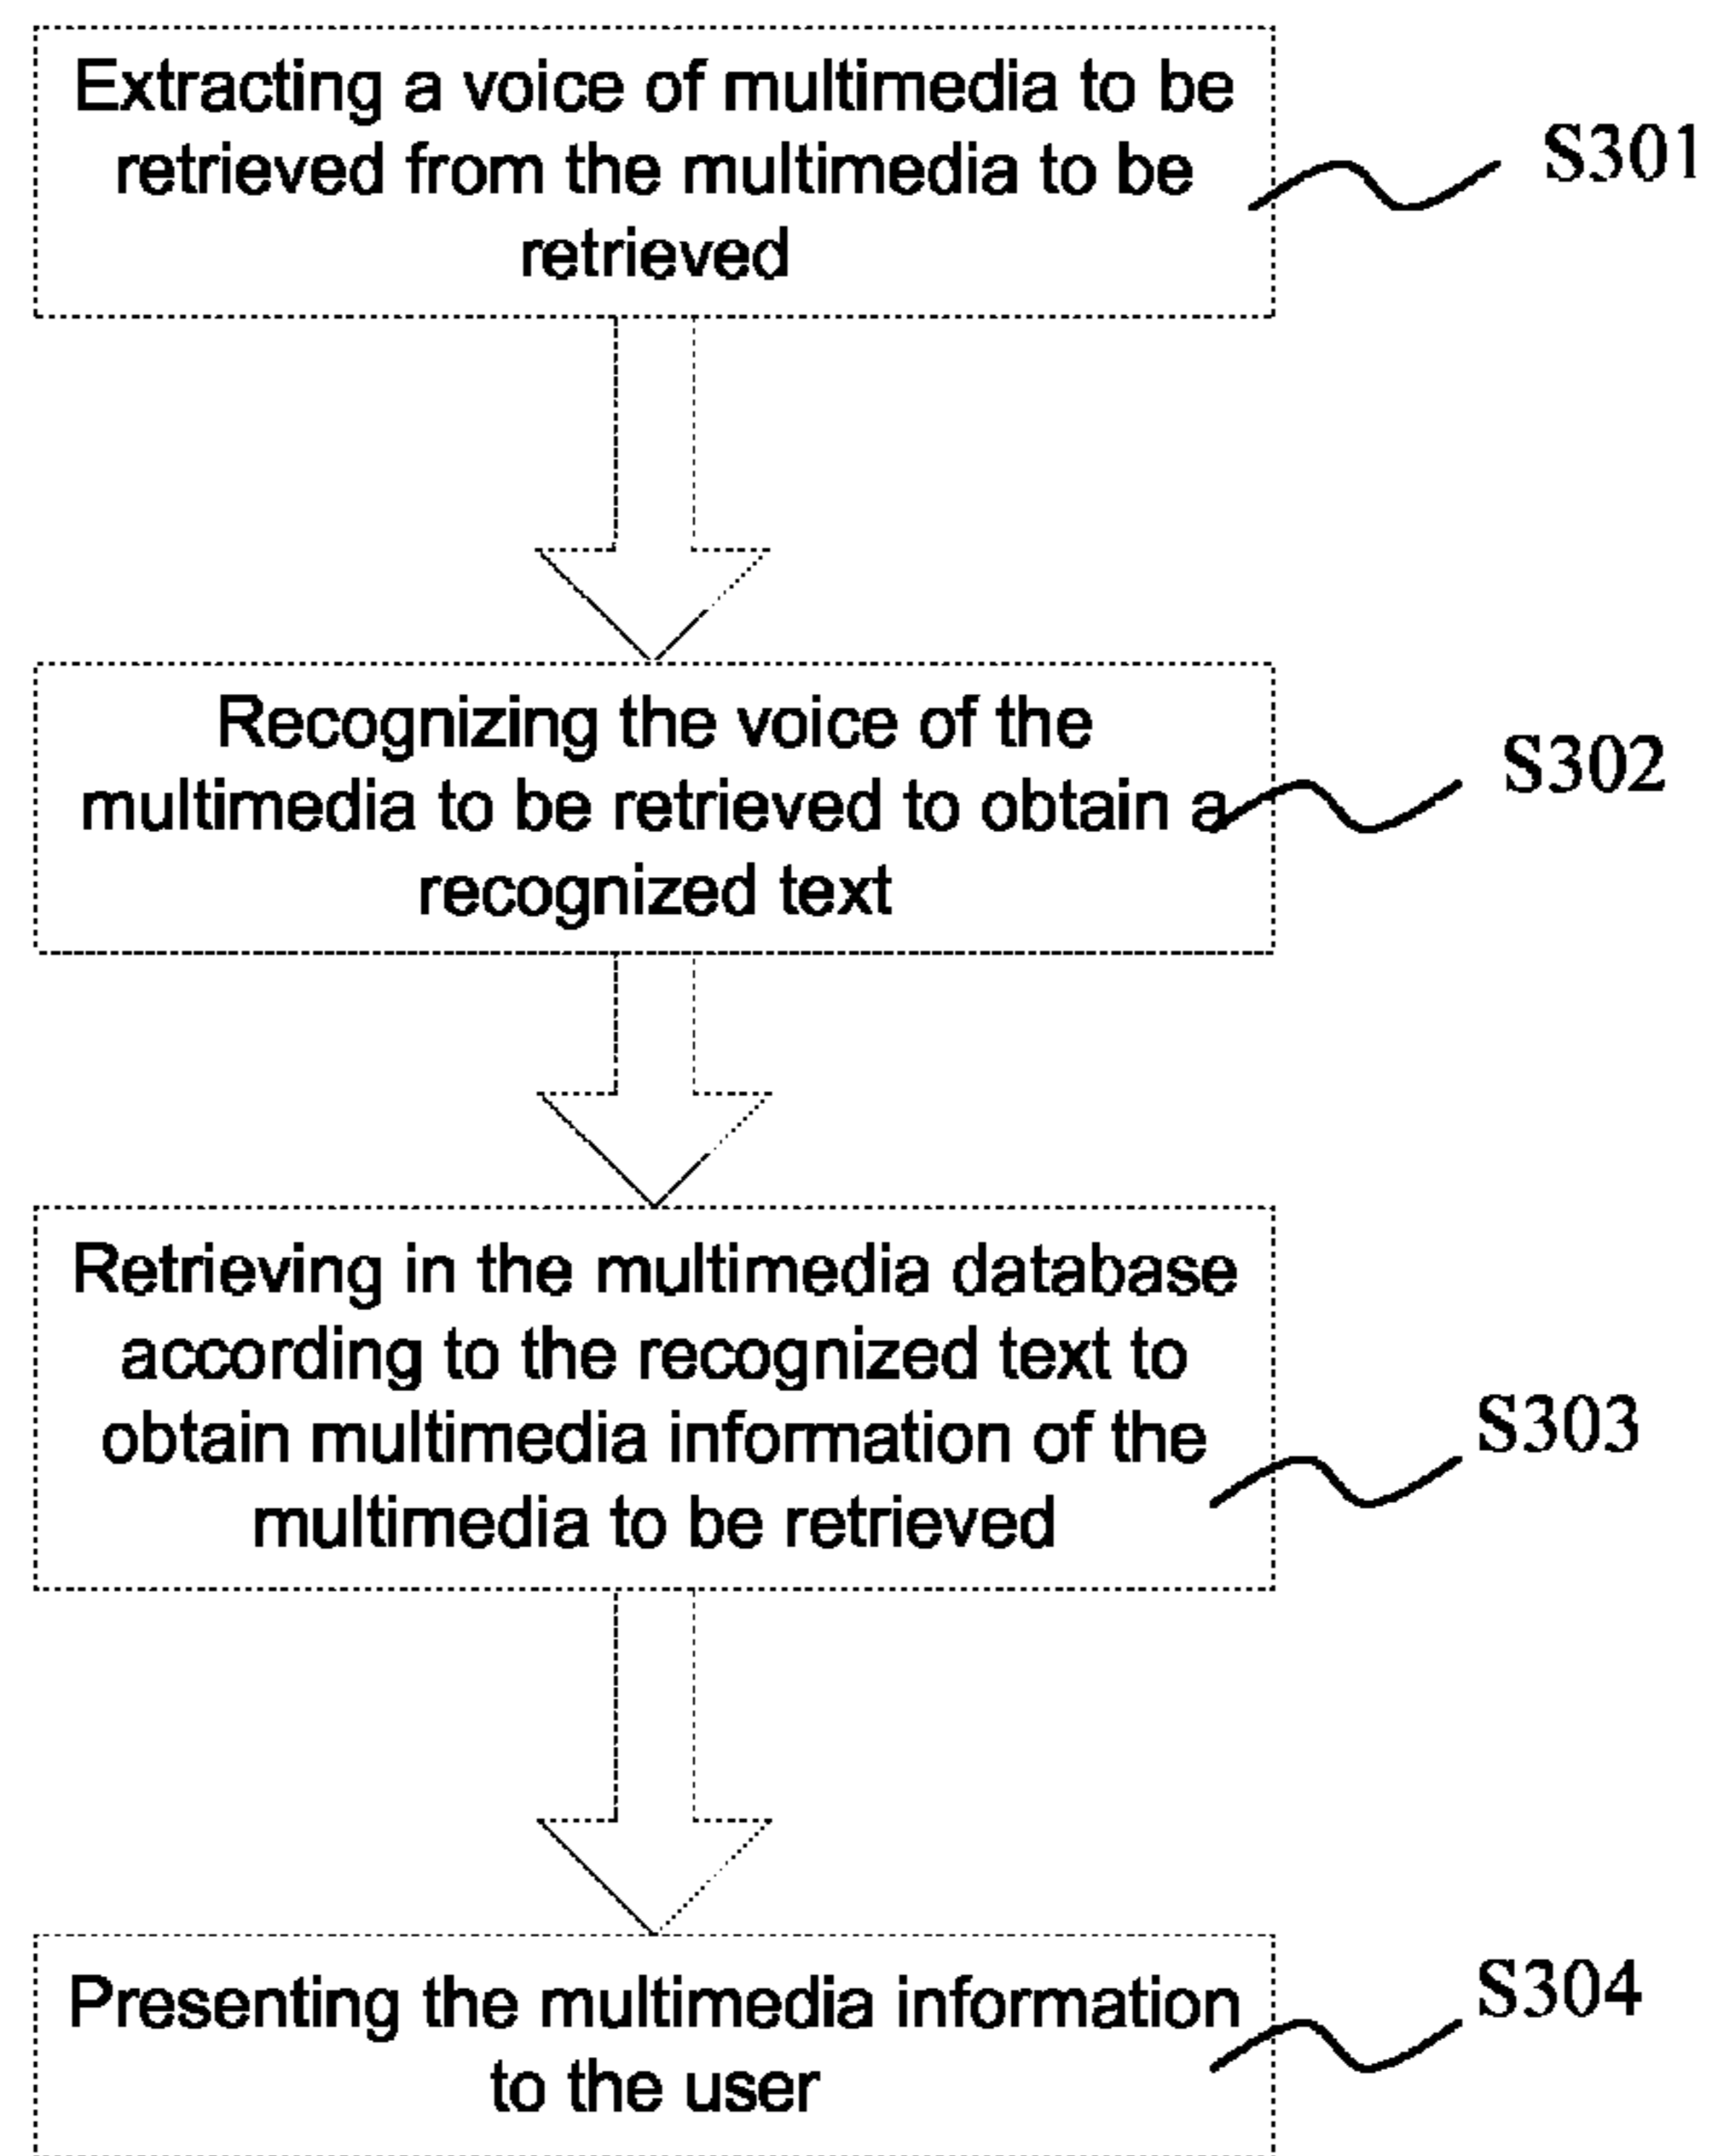 Extracting a voice of multimedia to be
retrieved from the multimedia to be
retrieved
S301
Recognizing the voice of the
multimedia to be retrieved to obtain a
recognized text
S302
Retrieving in the multimedia database
according to the recognized text to
obtain multimedia information of the
multimedia to be retrieved
S303
Presenting the multimedia information
to the user
S304